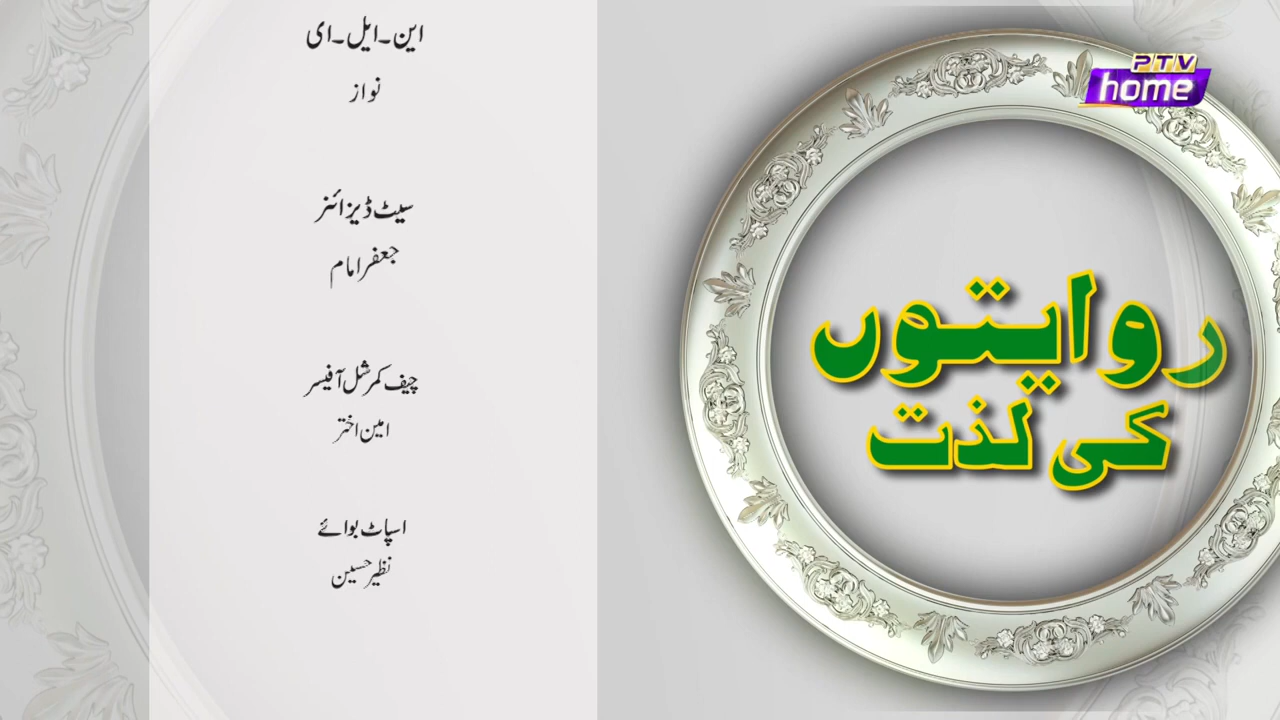 این۔ایل۔ای
نواز
سیٹ ڈیزائنر
جعفر امام
چیف کمرشل آفیسر
امین اختر
اسپاٹ بوائے
نظیر حسین
PTV
home
روایتوں
کی لذت